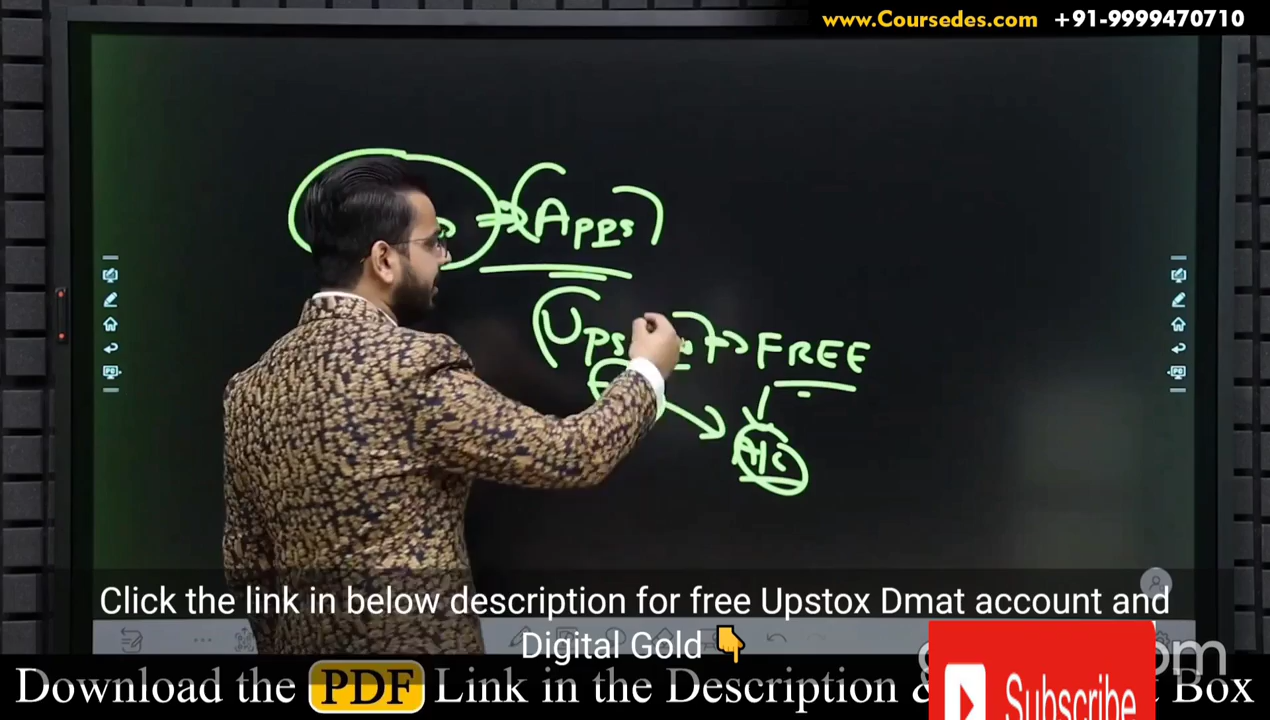 www.Coursedes.com +91-9999470710
Apps
FREE
A/C
Click the link in below description for free Upstox Dmat account and
Digital Gold 👇
Download the PDF Link in the Description & Box
Subscribe